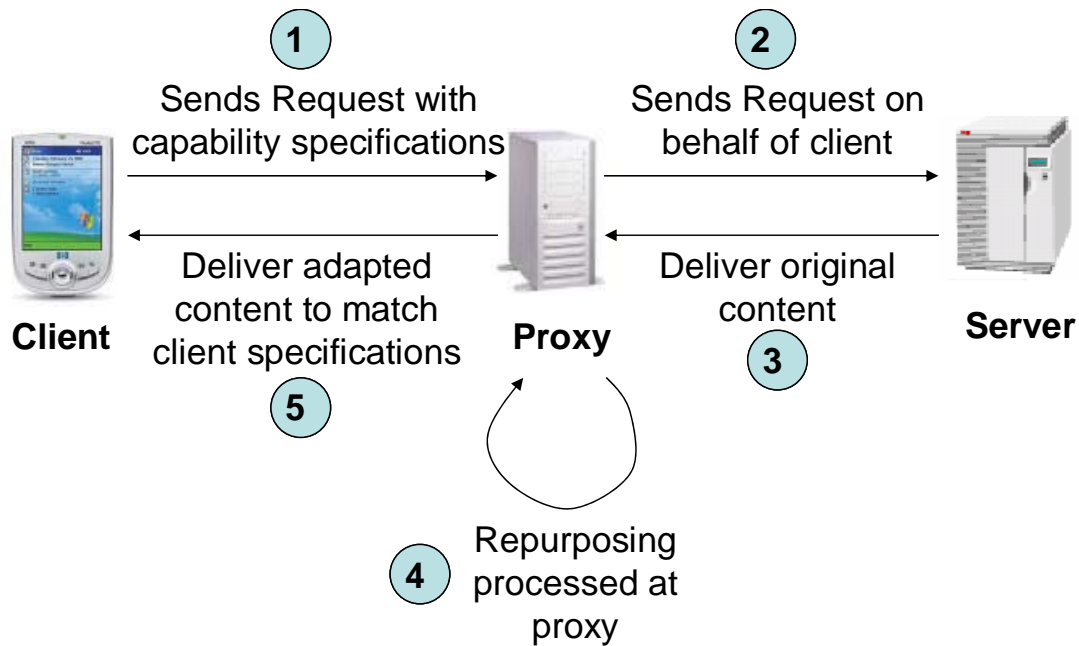 1
Sends Request with
capability specifications
2
Sends Request on
behalf of client
Deliver adapted
content to match
client specifications
5
Deliver original
content
3
Client
Proxy
Server
4
Repurposing
processed at
proxy